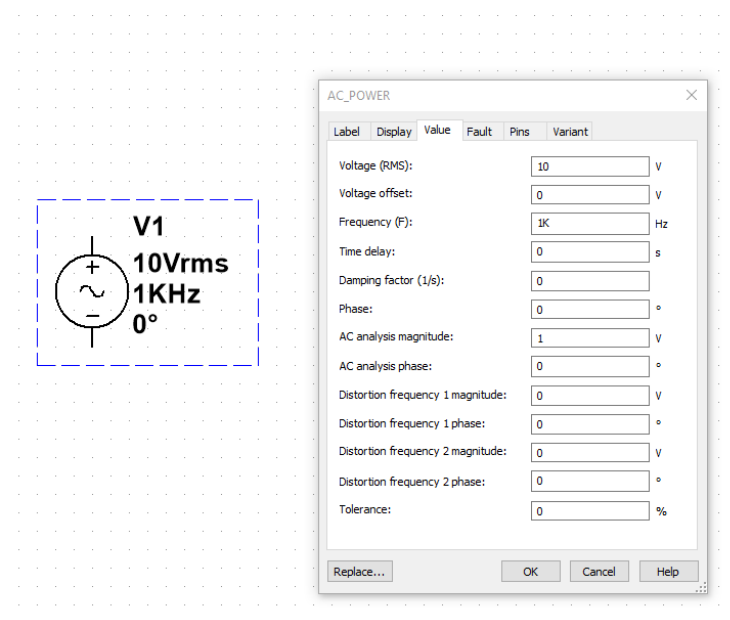 V1
10Vrms
1KHz
0°
AC_POWER
Label Display Value Fault Pins Variant
Voltage (RMS): 10 V
Voltage offset: 0 V
Frequency (F): 1K Hz
Time delay: 0 s
Damping factor (1/s): 0
Phase: 0 °
AC analysis magnitude: 1 V
AC analysis phase: 0 °
Distortion frequency 1 magnitude: 0 V
Distortion frequency 1 phase: 0 °
Distortion frequency 2 magnitude: 0 V
Distortion frequency 2 phase: 0 °
Tolerance: 0 %
Replace... OK Cancel Help